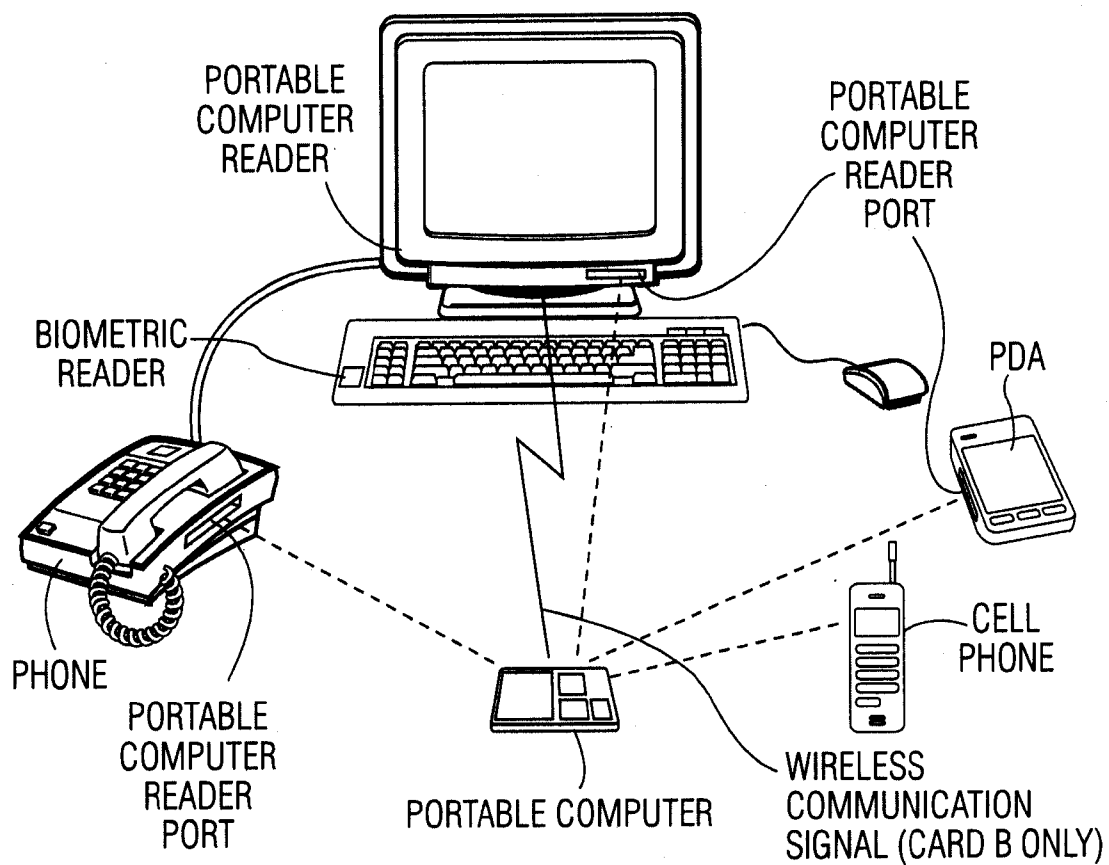 PORTABLE
COMPUTER
READER
PORTABLE
COMPUTER
READER
PORT
BIOMETRIC
READER
PDA
CELL
PHONE
PHONE
PORTABLE
COMPUTER
READER
PORT
PORTABLE COMPUTER
WIRELESS
COMMUNICATION
SIGNAL (CARD B ONLY)